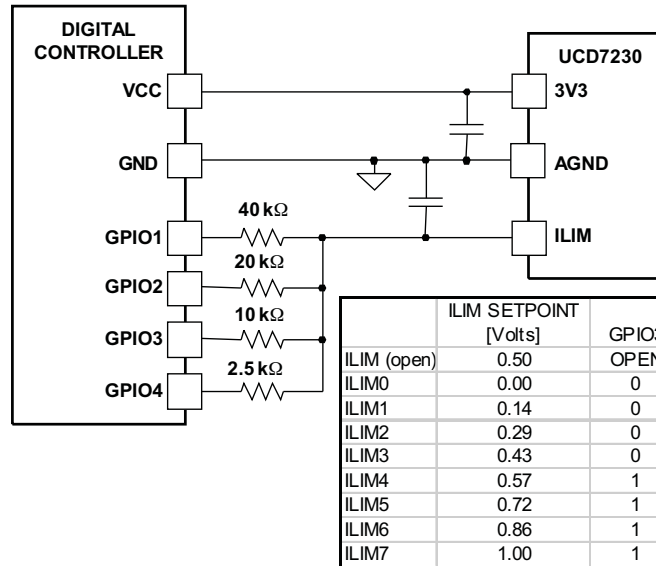 DIGITAL
CONTROLLER
UCD7230
VCC
3V3
GND
AGND
40 kΩ
GPIO1
ILIM
20 kΩ
GPIO2
10 kΩ
GPIO3
2.5 kΩ
GPIO4
ILIM SETPOINT
[Volts] GPIO3
ILIM (open) 0.50 OPEN
ILIM0 0.00 0
ILIM1 0.14 0
ILIM2 0.29 0
ILIM3 0.43 0
ILIM4 0.57 1
ILIM5 0.72 1
ILIM6 0.86 1
ILIM7 1.00 1